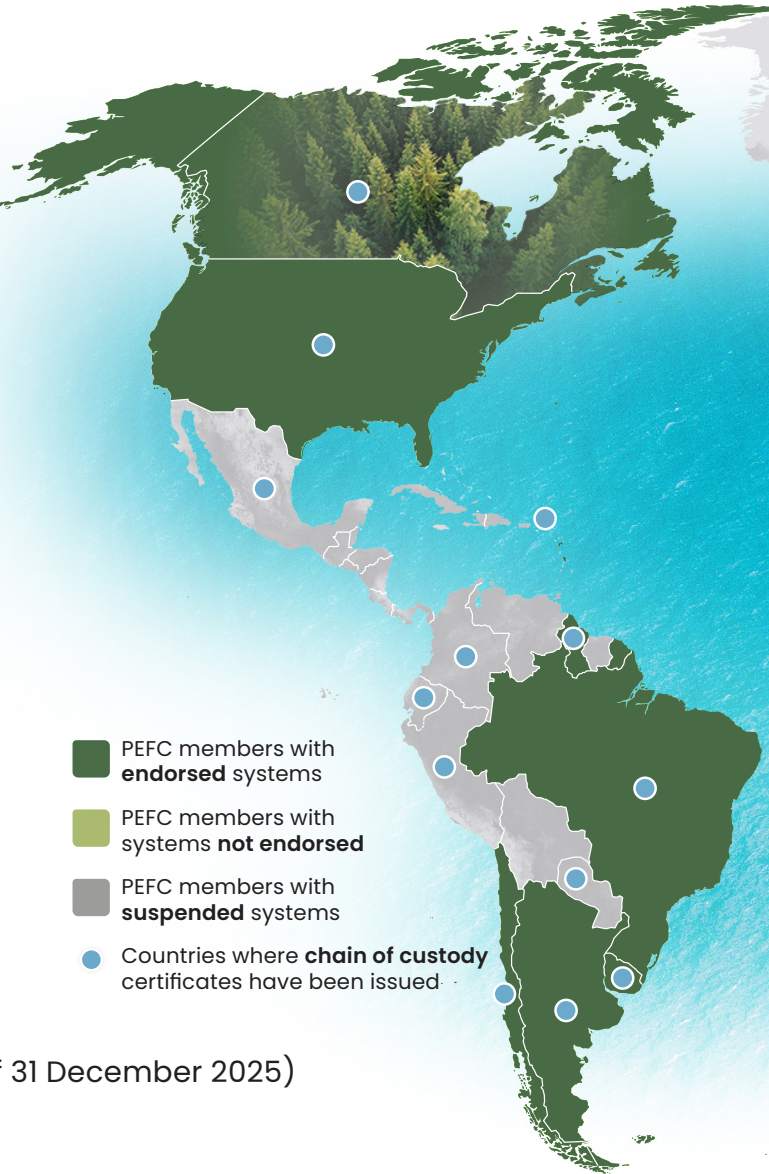 PEFC members with
endorsed systems
PEFC members with
systems not endorsed
PEFC members with
suspended systems
Countries where chain of custody
certificates have been issued
31 December 2025)